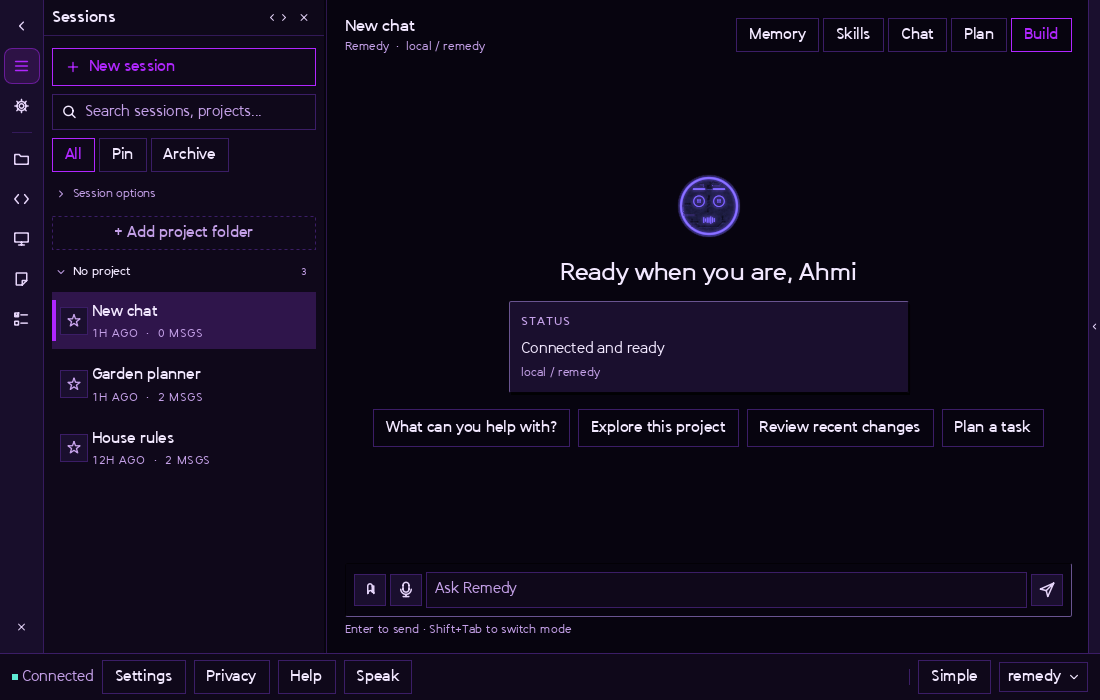 Sessions
New session
Search sessions, projects...
All
Pin
Archive
Session options
+ Add project folder
No project
3
New chat
1H AGO · 0 MSGS
Garden planner
1H AGO · 2 MSGS
House rules
12H AGO · 2 MSGS
New chat
Remedy · local / remedy
Memory
Skills
Chat
Plan
Build
Ready when you are, Ahmi
STATUS
Connected and ready
local / remedy
What can you help with?
Explore this project
Review recent changes
Plan a task
Ask Remedy
Enter to send · Shift+Tab to switch mode
Connected
Settings
Privacy
Help
Speak
Simple
remedy